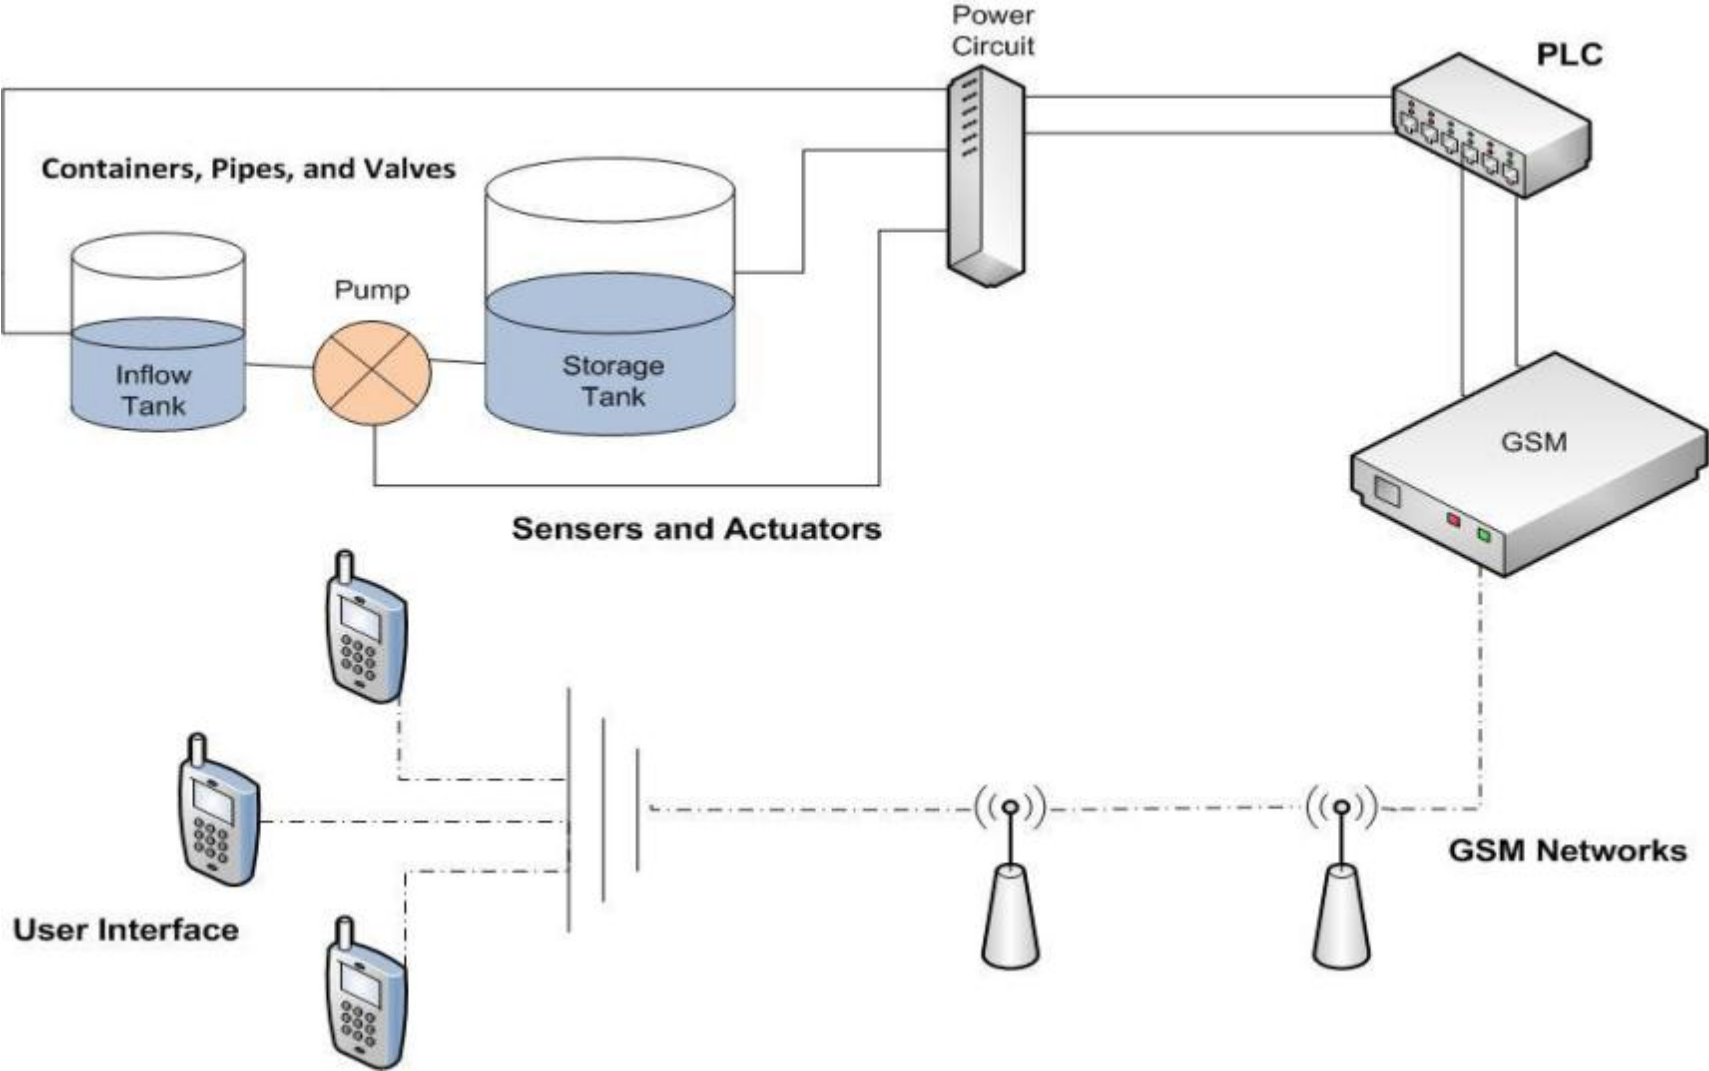 Power
Circuit
PLC
Containers, Pipes, and Valves
Pump
Inflow
Tank
Storage
Tank
GSM
Sensers and Actuators
GSM Networks
User Interface